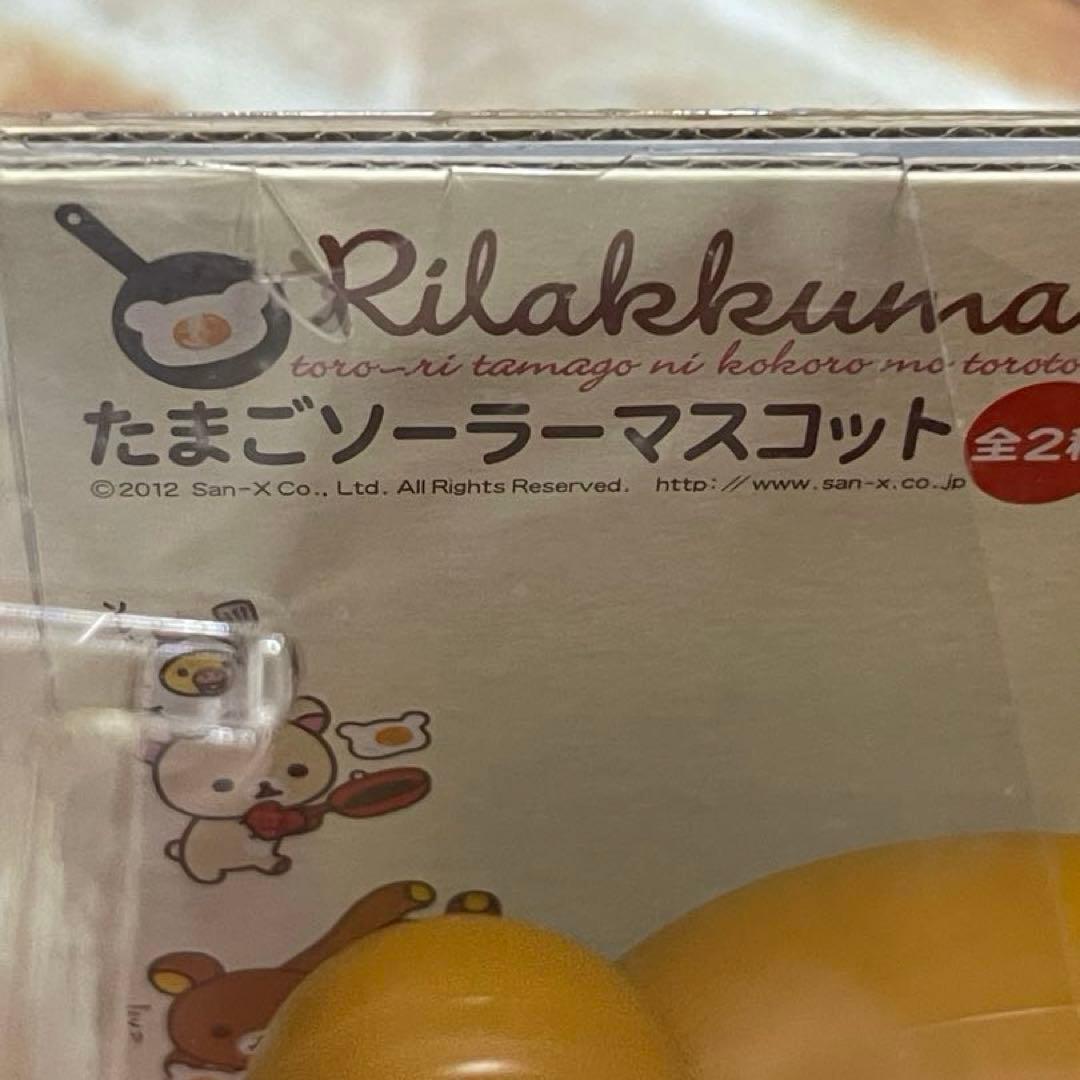 Rilakkuma
toro~ri tamago ni kokoro mo toroto
たまごソーラーマスコット
全2種
©2012 San-X Co., Ltd. All Rights Reserved. http://www.san-x.co.jp